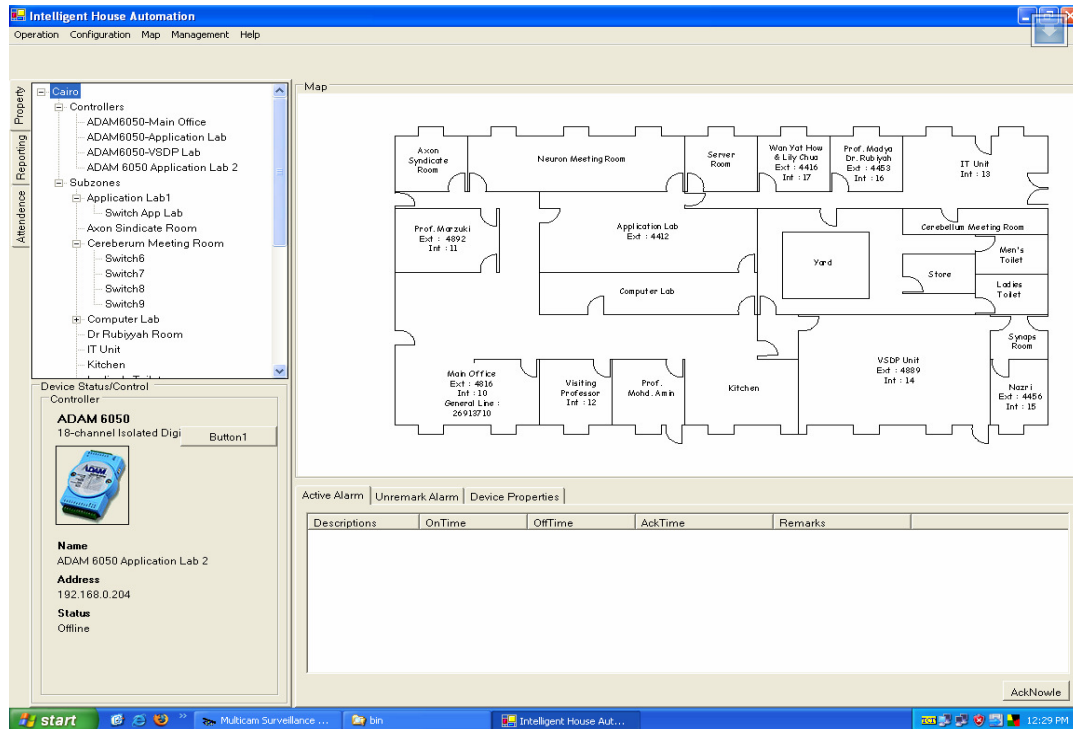 Intelligent House Automation
Operation Configuration Map Management Help
Property
Reporting
Attendence
Cairo
Controllers
ADAM6050-Main Office
ADAM6050-Application Lab
ADAM6050-VSDP Lab
ADAM 6050 Application Lab 2
Subzones
Application Lab1
Switch App Lab
Axon Sindicate Room
Cereberum Meeting Room
Switch6
Switch7
Switch8
Switch9
Computer Lab
Dr Rubiyyah Room
IT Unit
Kitchen
Device Status/Control
Controller
ADAM 6050
18-channel Isolated Digi
Button1
ADAM
Name
ADAM 6050 Application Lab 2
Address
192.168.0.204
Status
Offline
Map
Axon
Syndicate
Room
Neuron Meeting Room
Server
Room
Wan Yat How
& Lily Chua
Ext : 4416
Int : 17
Prof. Madya
Dr. Rubiyah
Ext : 4453
Int : 16
IT Unit
Int : 13
Prof. Marzuki
Ext : 4892
Int : 11
Application Lab
Ext : 4412
Yard
Cerebellum Meeting Room
Men's
Toilet
Store
Ladies
Toilet
Computer Lab
Synaps
Room
Main Office
Ext : 4816
Int : 10
General Line :
26913710
Visiting
Professor
Int : 12
Prof.
Mohd. Amin
Kitchen
VSDP Unit
Ext : 4889
Int : 14
Nazri
Ext : 4456
Int : 15
Active Alarm Unremark Alarm Device Properties
Descriptions OnTime OffTime AckTime Remarks
AckNowle
start » Multicam Surveillance ... bin Intelligent House Aut... 12:29 PM